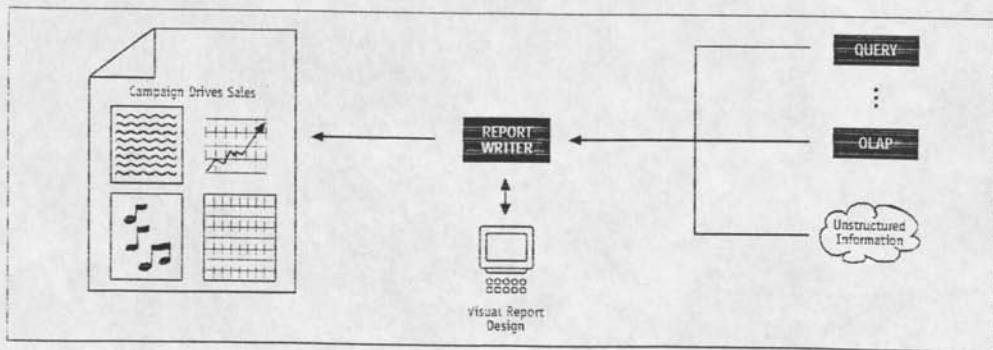 Campaign Drives Sales
REPORT
WRITER
Visual Report
Design
QUERY
OLAP
Unstructured
Information